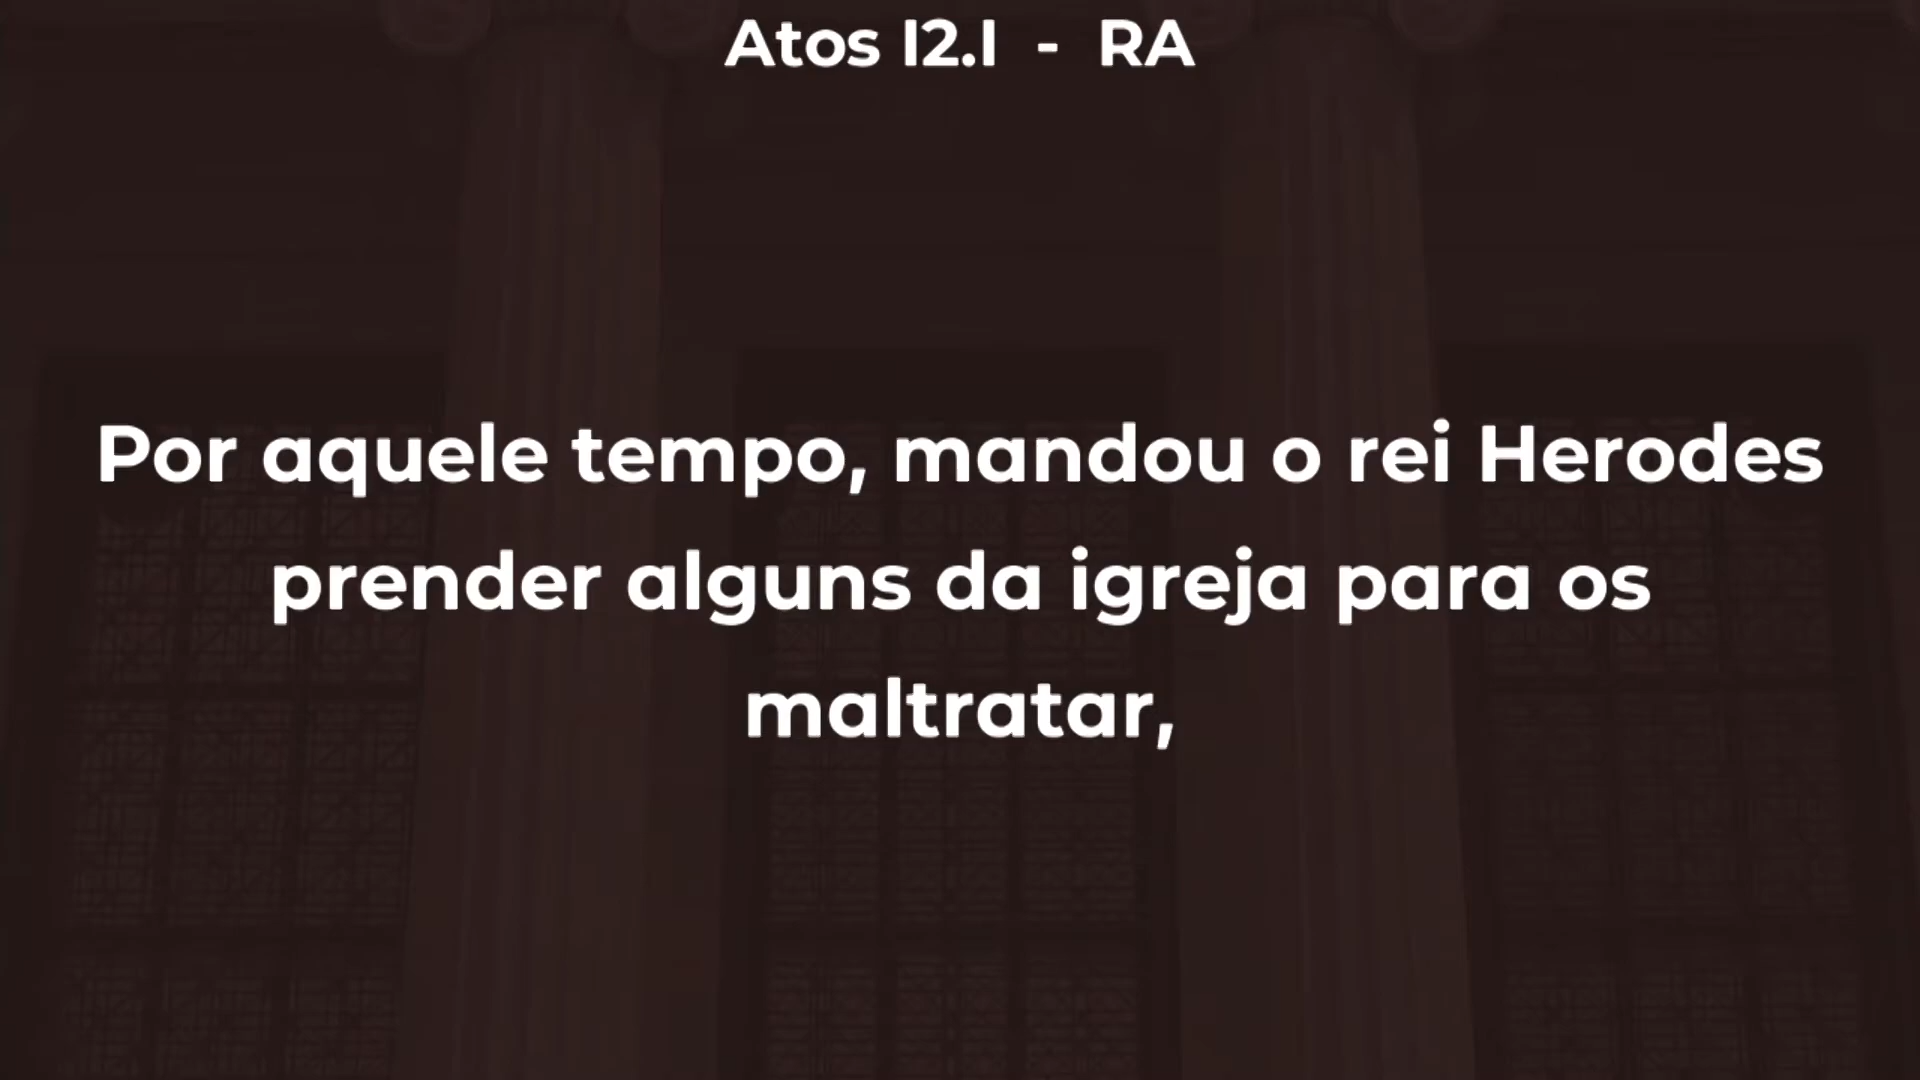 Atos 12.1 - RA
Por aquele tempo, mandou o rei Herodes
prender alguns da igreja para os
maltratar,